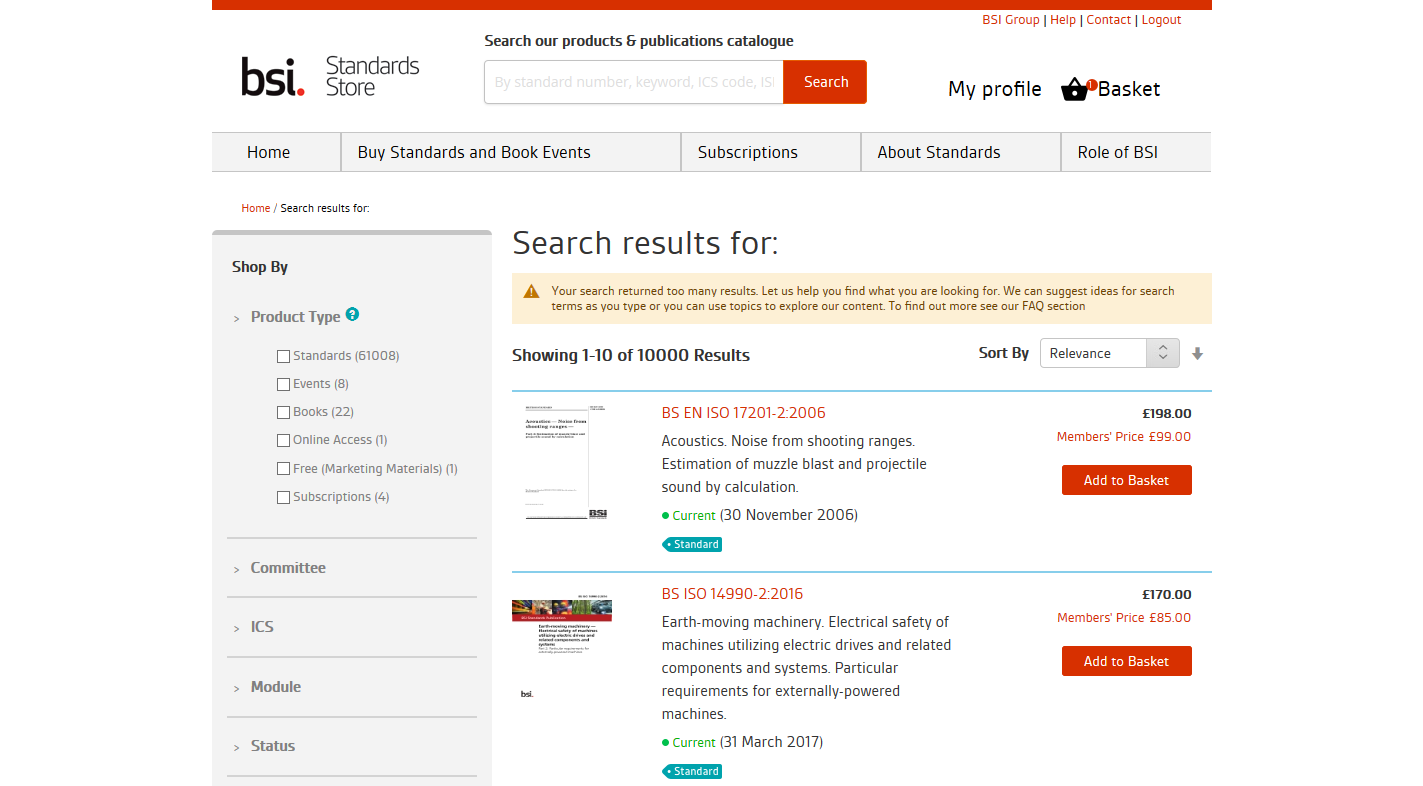 BSI Group | Help | Contact | Logout
Search our products & publications catalogue
bsi. Standards Store
By standard number, keyword, ICS code, ISI
Search
My profile
1
Basket
Home
Buy Standards and Book Events
Subscriptions
About Standards
Role of BSI
Home / Search results for:
Shop By
> Product Type ?
Standards (61008)
Events (8)
Books (22)
Online Access (1)
Free (Marketing Materials) (1)
Subscriptions (4)
> Committee
> ICS
> Module
> Status
Search results for:
Your search returned too many results. Let us help you find what you are looking for. We can suggest ideas for search
terms as you type or you can use topics to explore our content. To find out more see our FAQ section
Showing 1-10 of 10000 Results
Sort By
Relevance
Acoustics — Noise from
shooting ranges —
BSi
BS EN ISO 17201-2:2006
Acoustics. Noise from shooting ranges.
Estimation of muzzle blast and projectile
sound by calculation.
Current (30 November 2006)
Standard
£198.00
Members' Price £99.00
Add to Basket
BSI Standards Publication
Earth-moving machinery —
Electrical safety of machines
utilizing electric drives and
related components and
systems
bsi.
BS ISO 14990-2:2016
Earth-moving machinery. Electrical safety of
machines utilizing electric drives and related
components and systems. Particular
requirements for externally-powered
machines.
Current (31 March 2017)
Standard
£170.00
Members' Price £85.00
Add to Basket